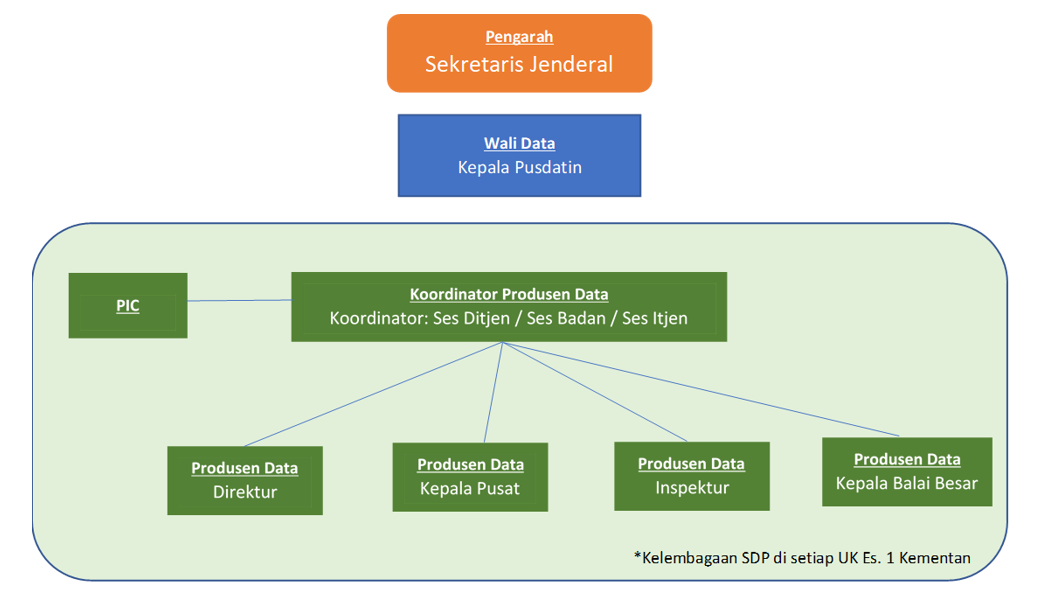 Pengarah
Sekretaris Jenderal
Wali Data
Kepala Pusdatin
PIC
Koordinator Produsen Data
Koordinator: Ses Ditjen / Ses Badan / Ses Itjen
Produsen Data
Direktur
Produsen Data
Kepala Pusat
Produsen Data
Inspektur
Produsen Data
Kepala Balai Besar
*Kelembagaan SDP di setiap UK Es. 1 Kementan